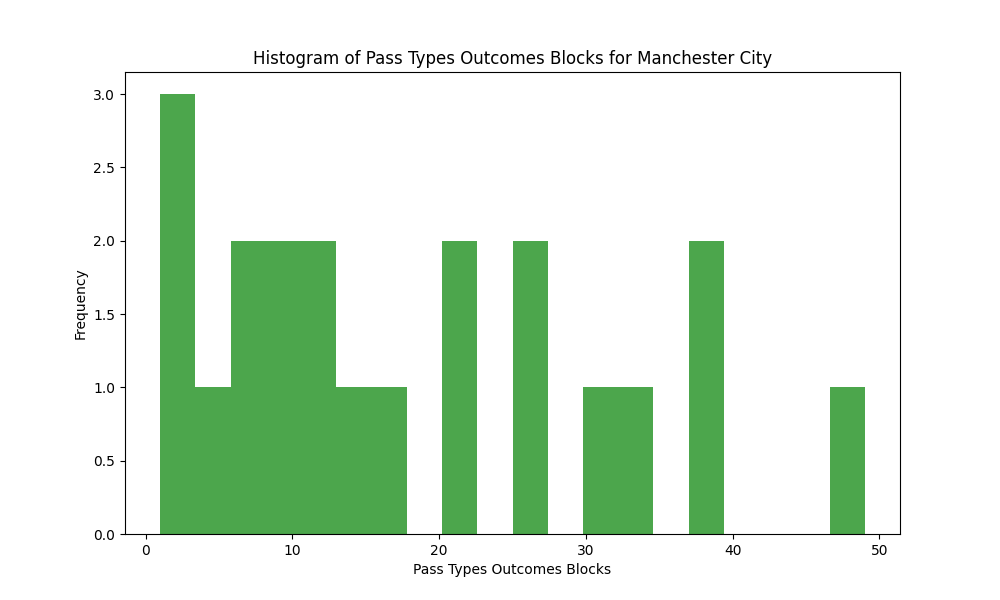 Histogram of Pass Types Outcomes Blocks for Manchester City
3.0
2.5
2.0
1.5
1.0
0.5
0.0
Frequency
0 10 20 30 40 50
Pass Types Outcomes Blocks